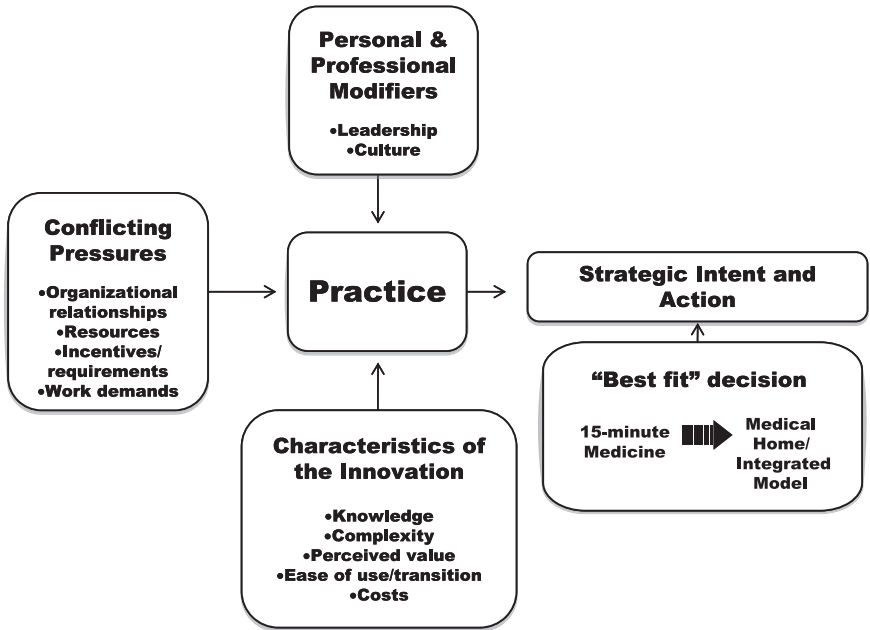 Personal &
Professional
Modifiers
•Leadership
•Culture
Conflicting
Pressures
•Organizational
relationships
•Resources
•Incentives/
requirements
•Work demands
Practice
Strategic Intent and
Action
“Best fit” decision
15-minute
Medicine
Medical
Home/
Integrated
Model
Characteristics of
the Innovation
•Knowledge
•Complexity
•Perceived value
•Ease of use/transition
•Costs